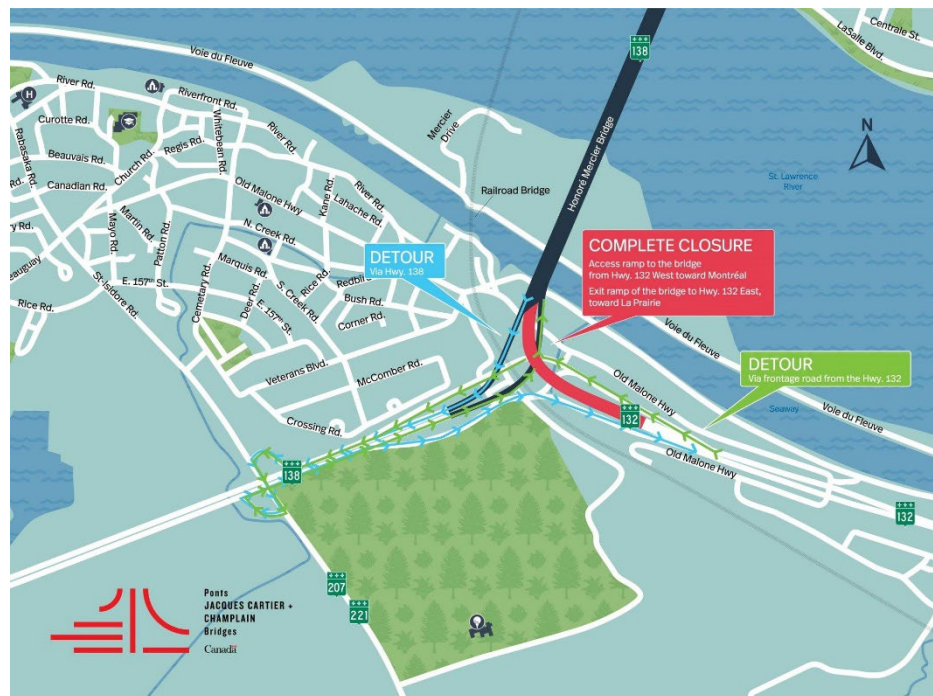 138
LaSalle Blvd.
Centrale St.
Voie du Fleuve
River Rd.
Riverfront Rd.
H
Curotte Rd.
Rabasaka Rd.
Beauvais Rd.
Church Rd.
Regis Rd.
Whitebean Rd.
River Rd.
Mercier
Drive
Honoré Mercier Bridge
N
Canadian Rd.
Old Malone Hwy
Kane Rd.
Lahache Rd.
River Rd.
Railroad Bridge
St. Lawrence
River
Mayo Rd.
Martin Rd.
Patton Rd.
N. Creek Rd.
Marquis Rd.
S. Creek Rd.
Rice Rd.
Bush Rd.
Corner Rd.
E. 157th St.
St-Isidore Rd.
Cemetary Rd.
Deer Rd.
E. 157th St.
Rice Rd.
DETOUR
Via Hwy. 138
COMPLETE CLOSURE
Access ramp to the bridge
from Hwy. 132 West toward Montréal
Exit ramp of the bridge to Hwy. 132 East,
toward La Prairie
Voie du Fleuve
DETOUR
Via frontage road from the Hwy. 132
Veterans Blvd.
McComber Rd.
Old Malone Hwy
Seaway
Voie du Fleuve
Crossing Rd.
132
Old Malone Hwy
138
132
207
221
Ponts
JACQUES CARTIER +
CHAMPLAIN
Bridges
Canada